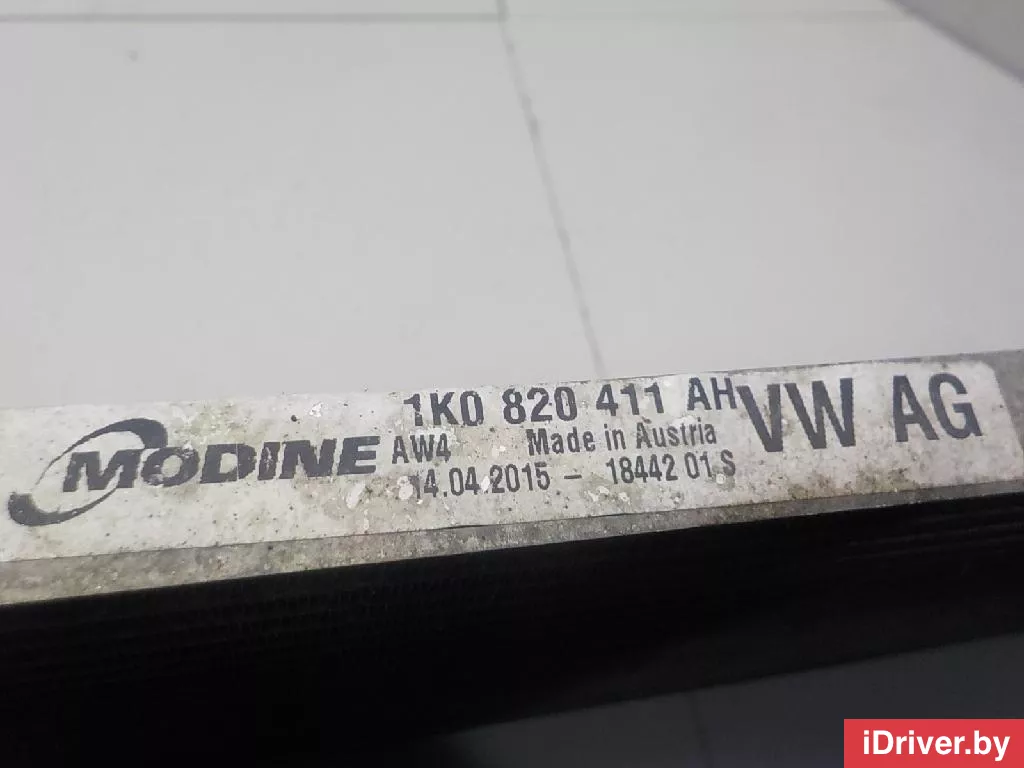 1K0 820 411 AH VW AG
MODINE AW4 Made in Austria
14.04.2015 - 18442 01 S
iDriver.by